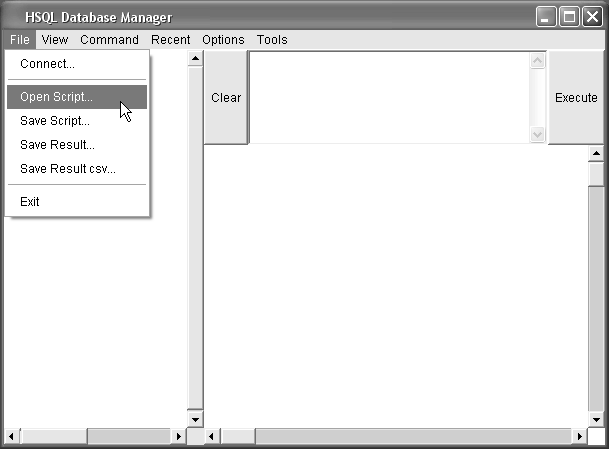 HSQL Database Manager
File View Command Recent Options Tools
Connect...
Open Script...
Save Script...
Save Result...
Save Result csv...
Exit
Clear
Execute